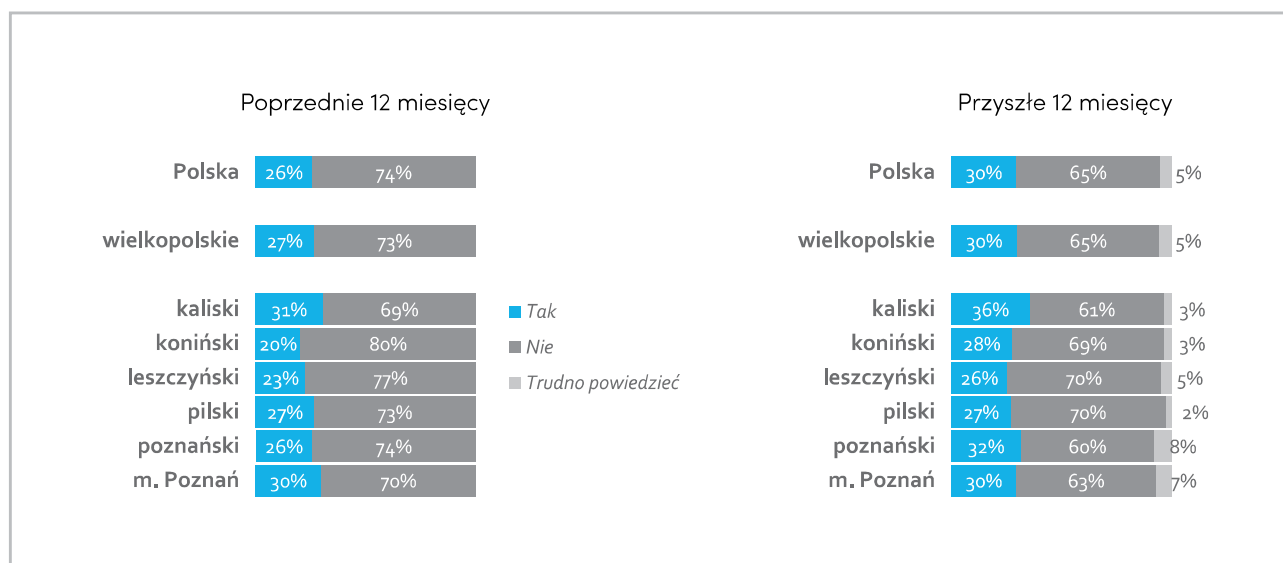 Poprzednie 12 miesięcy
Polska 26% 74%
wielkopolskie 27% 73%
kaliski 31% 69%
koniński 20% 80%
leszczyński 23% 77%
pilski 27% 73%
poznański 26% 74%
m. Poznań 30% 70%
Tak
Nie
Trudno powiedzieć
Przyszłe 12 miesięcy
Polska 30% 65% 5%
wielkopolskie 30% 65% 5%
kaliski 36% 61% 3%
koniński 28% 69% 3%
leszczyński 26% 70% 5%
pilski 27% 70% 2%
poznański 32% 60% 8%
m. Poznań 30% 63% 7%